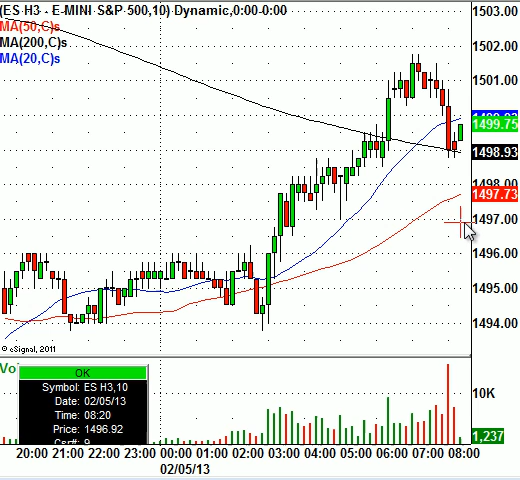 (ES H3 - E-MINI S&P 500,10) Dynamic,0:00-0:00
MA(50,C)s
MA(200,C)s
MA(20,C)s
1503.00
1502.00
1501.00
1499.75
1498.93
1498.00
1497.73
1497.00
1496.00
1495.00
1494.00
© eSignal, 2011
Vo
OK
Symbol: ES H3,10
Date: 02/05/13
Time: 08:20
Price: 1496.92
Csr#: 9
10K
1,237
20:00 21:00 22:00 23:00 00:00 01:00 02:00 03:00 04:00 05:00 06:00 07:00 08:00
02/05/13